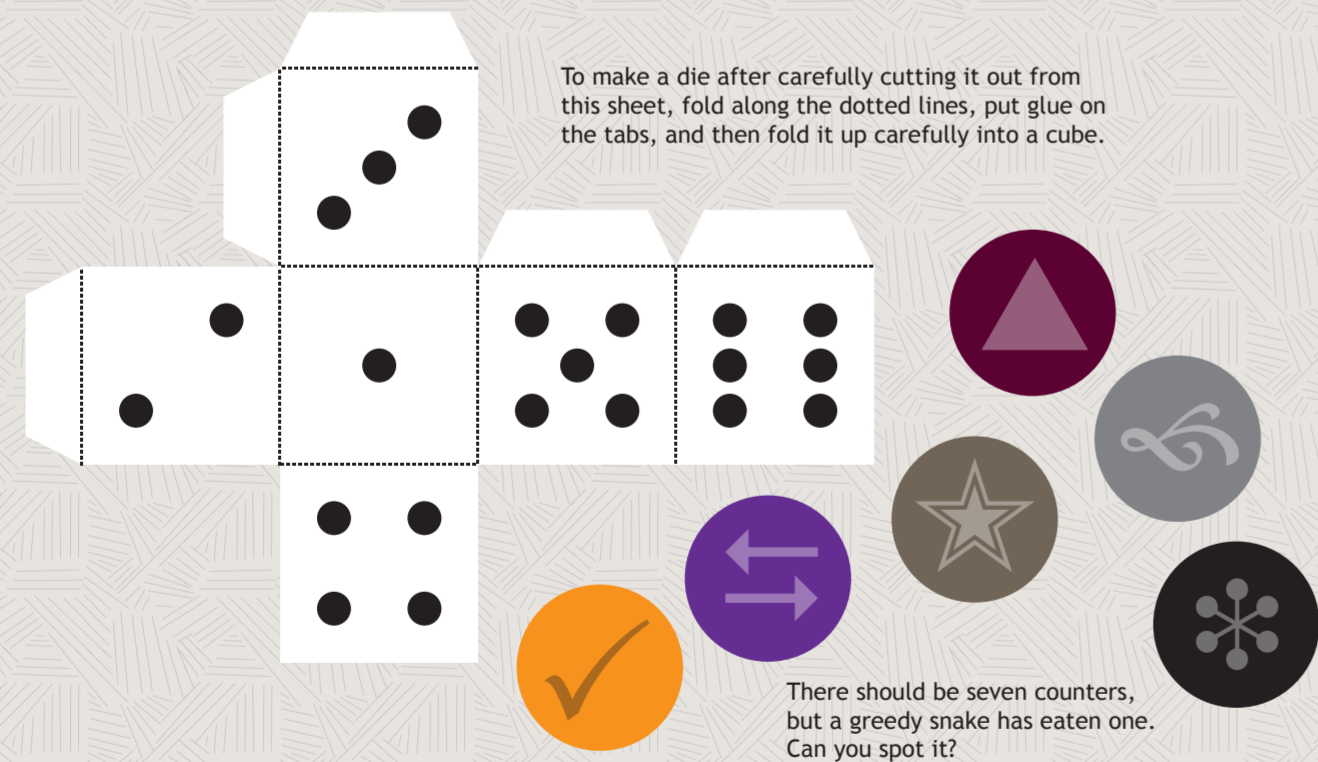 To make a die after carefully cutting it out from
this sheet, fold along the dotted lines, put glue on
the tabs, and then fold it up carefully into a cube.
There should be seven counters,
but a greedy snake has eaten one.
Can you spot it?